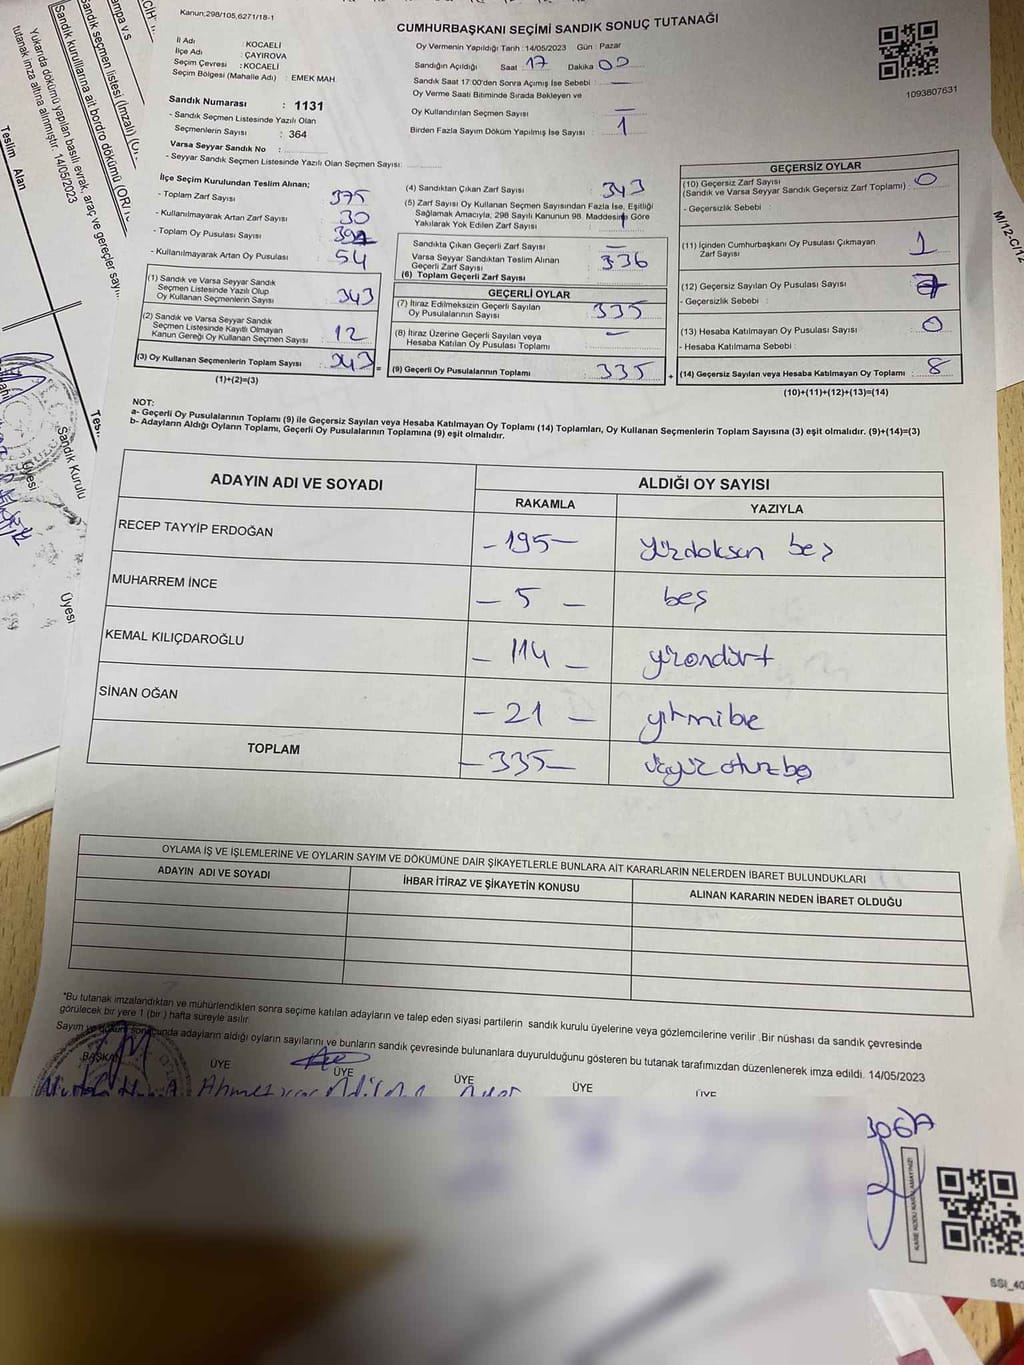 Kanun:298/105,6271/18-1
CUMHURBAŞKANI SEÇİMİ SANDIK SONUÇ TUTANAĞI
1093807631
İl Adı : KOCAELİ
İlçe Adı : ÇAYIROVA
Seçim Çevresi : KOCAELİ
Seçim Bölgesi (Mahalle Adı) : EMEK MAH
Oy Vermenin Yapıldığı Tarih :14/05/2023 Gün : Pazar
Sandığın Açıldığı Saat 17 Dakika 00
Sandık Saat 17:00'den Sonra Açımış İse Sebebi : —
Oy Verme Saati Bitiminde Sırada Bekleyen ve
Oy Kullandırılan Seçmen Sayısı : —
Birden Fazla Sayım Döküm Yapılmış İse Sayısı : 1
Sandık Numarası : 1131
- Sandık Seçmen Listesinde Yazılı Olan
Seçmenlerin Sayısı : 364
Varsa Seyyar Sandık No :
- Seyyar Sandık Seçmen Listesinde Yazılı Olan Seçmen Sayısı:
İlçe Seçim Kurulundan Teslim Alınan;
- Toplam Zarf Sayısı : 375
- Kullanılmayarak Artan Zarf Sayısı : 30
- Toplam Oy Pusulası Sayısı :
- Kullanılmayarak Artan Oy Pusulası : 54
(1) Sandık ve Varsa Seyyar Sandık
Seçmen Listesinde Yazılı Olup
Oy Kullanan Seçmenlerin Sayısı : 343
(2) Sandık ve Varsa Seyyar Sandık
Seçmen Listesinde Kayıtlı Olmayan
Kanun Gereği Oy Kullanan Seçmen Sayısı : 12
(3) Oy Kullanan Seçmenlerin Toplam Sayısı : 343
(1)+(2)=(3)
(4) Sandıktan Çıkan Zarf Sayısı : 343
(5) Zarf Sayısı Oy Kullanan Seçmen Sayısından Fazla İse, Eşitliği
Sağlamak Amacıyla, 298 Sayılı Kanunun 98. Maddesine Göre
Yakılarak Yok Edilen Zarf Sayısı :
Sandıkta Çıkan Geçerli Zarf Sayısı : —
Varsa Seyyar Sandıktan Teslim Alınan
Geçerli Zarf Sayısı : 336
(6) Toplam Geçerli Zarf Sayısı
GEÇERLİ OYLAR
(7) İtiraz Edilmeksizin Geçerli Sayılan
Oy Pusulalarının Sayısı : 335
(8) İtiraz Üzerine Geçerli Sayılan veya
Hesaba Katılan Oy Pusulası Toplamı : —
(9) Geçerli Oy Pusulalarının Toplamı : 335
GEÇERSİZ OYLAR
(10) Geçersiz Zarf Sayısı
(Sandık ve Varsa Seyyar Sandık Geçersiz Zarf Toplamı) : 0
- Geçersizlik Sebebi :
(11) İçinden Cumhurbaşkanı Oy Pusulası Çıkmayan
Zarf Sayısı : 1
(12) Geçersiz Sayılan Oy Pusulası Sayısı : 7
- Geçersizlik Sebebi :
(13) Hesaba Katılmayan Oy Pusulası Sayısı : 0
- Hesaba Katılmama Sebebi :
(14) Geçersiz Sayılan veya Hesaba Katılmayan Oy Toplamı : 8
(10)+(11)+(12)+(13)=(14)
NOT:
a- Geçerli Oy Pusulalarının Toplamı (9) ile Geçersiz Sayılan veya Hesaba Katılmayan Oy Toplamı (14) Toplamları, Oy Kullanan Seçmenlerin Toplam Sayısına (3) eşit olmalıdır. (9)+(14)=(3)
b- Adayların Aldığı Oyların Toplamı, Geçerli Oy Pusulalarının Toplamına (9) eşit olmalıdır.
ADAYIN ADI VE SOYADI ALDIĞI OY SAYISI
RAKAMLA YAZIYLA
RECEP TAYYİP ERDOĞAN - 195 - yüzdoksan beş
MUHARREM İNCE - 5 - beş
KEMAL KILIÇDAROĞLU - 114 - yüzondört
SİNAN OĞAN - 21 - yirmibir
TOPLAM - 335 - üçyüz otuzbeş
OYLAMA İŞ VE İŞLEMLERİNE VE OYLARIN SAYIM VE DÖKÜMÜNE DAİR ŞİKAYETLERLE BUNLARA AİT KARARLARIN NELERDEN İBARET BULUNDUKLARI
ADAYIN ADI VE SOYADI İHBAR İTİRAZ VE ŞİKAYETİN KONUSU ALINAN KARARIN NEDEN İBARET OLDUĞU
*Bu tutanak imzalandıktan ve mühürlendikten sonra seçime katılan adayların ve talep eden siyasi partilerin sandık kurulu üyelerine veya gözlemcilerine verilir .Bir nüshası da sandık çevresinde
görülecek bir yere 1 (bir ) hafta süreyle asılır.
adayların aldığı oyların sayılarını ve bunların sandık çevresinde bulunanlara duyurulduğunu gösteren bu tutanak tarafımızdan düzenlenerek imza edildi. 14/05/2023
BAŞKAN ÜYE ÜYE ÜYE ÜYE ÜYE
Sandık kurullarına ait bordro dökümü
Sandık seçmen listesi (İmzalı)
Yukarıda dökümü yapılan basılı evrak, araç ve gereçler
tutanak imza altına alınmıştır. 14/05/2023
Teslim Alan
Sandık Kurulu
Üyesi
Üyesi
M/12-C/12